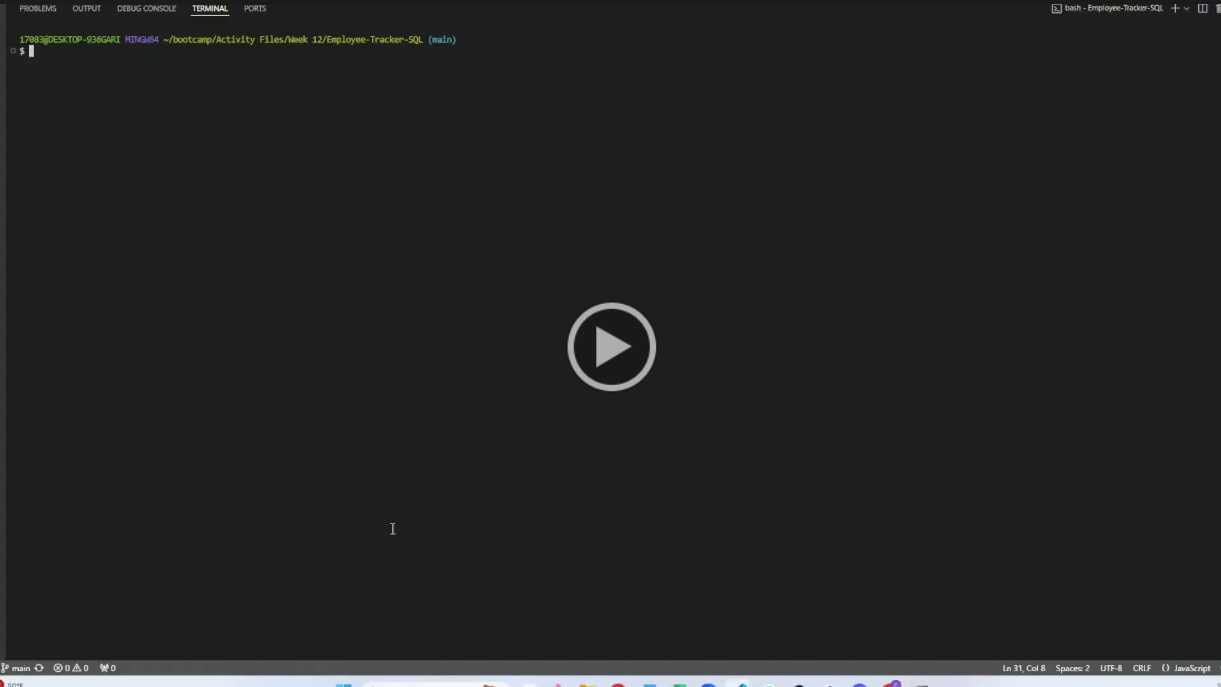 PROBLEMS OUTPUT DEBUG CONSOLE TERMINAL PORTS bash - Employee-Tracker-SQL
17083@DESKTOP-936GARI MINGW64 ~/bootcamp/Activity Files/Week 12/Employee-Tracker-SQL (main)
$
main 0 0 0 Ln 31, Col 8 Spaces: 2 UTF-8 CRLF {} JavaScript
50°F